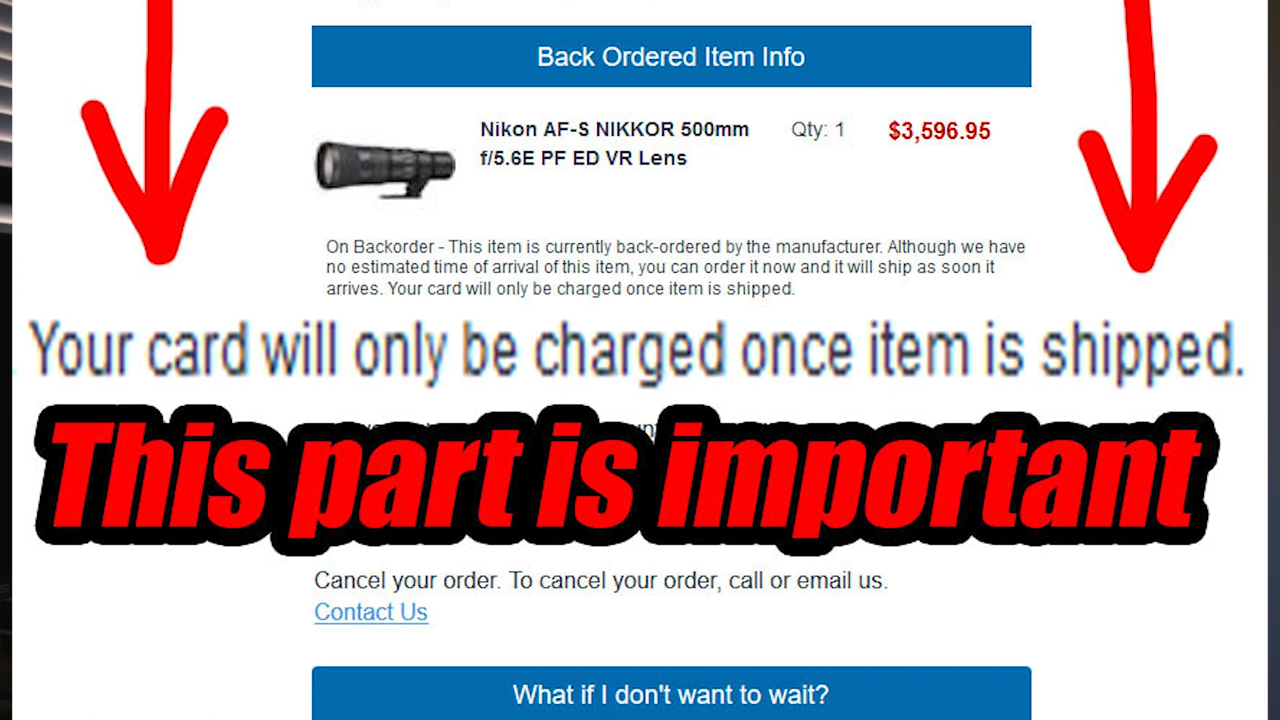 Back Ordered Item Info
Nikon AF-S NIKKOR 500mm Qty: 1 $3,596.95
f/5.6E PF ED VR Lens
On Backorder - This item is currently back-ordered by the manufacturer. Although we have
no estimated time of arrival of this item, you can order it now and it will ship as soon it
arrives. Your card will only be charged once item is shipped.
Your card will only be charged once item is shipped.
This part is important
Cancel your order. To cancel your order, call or email us.
Contact Us
What if I don't want to wait?